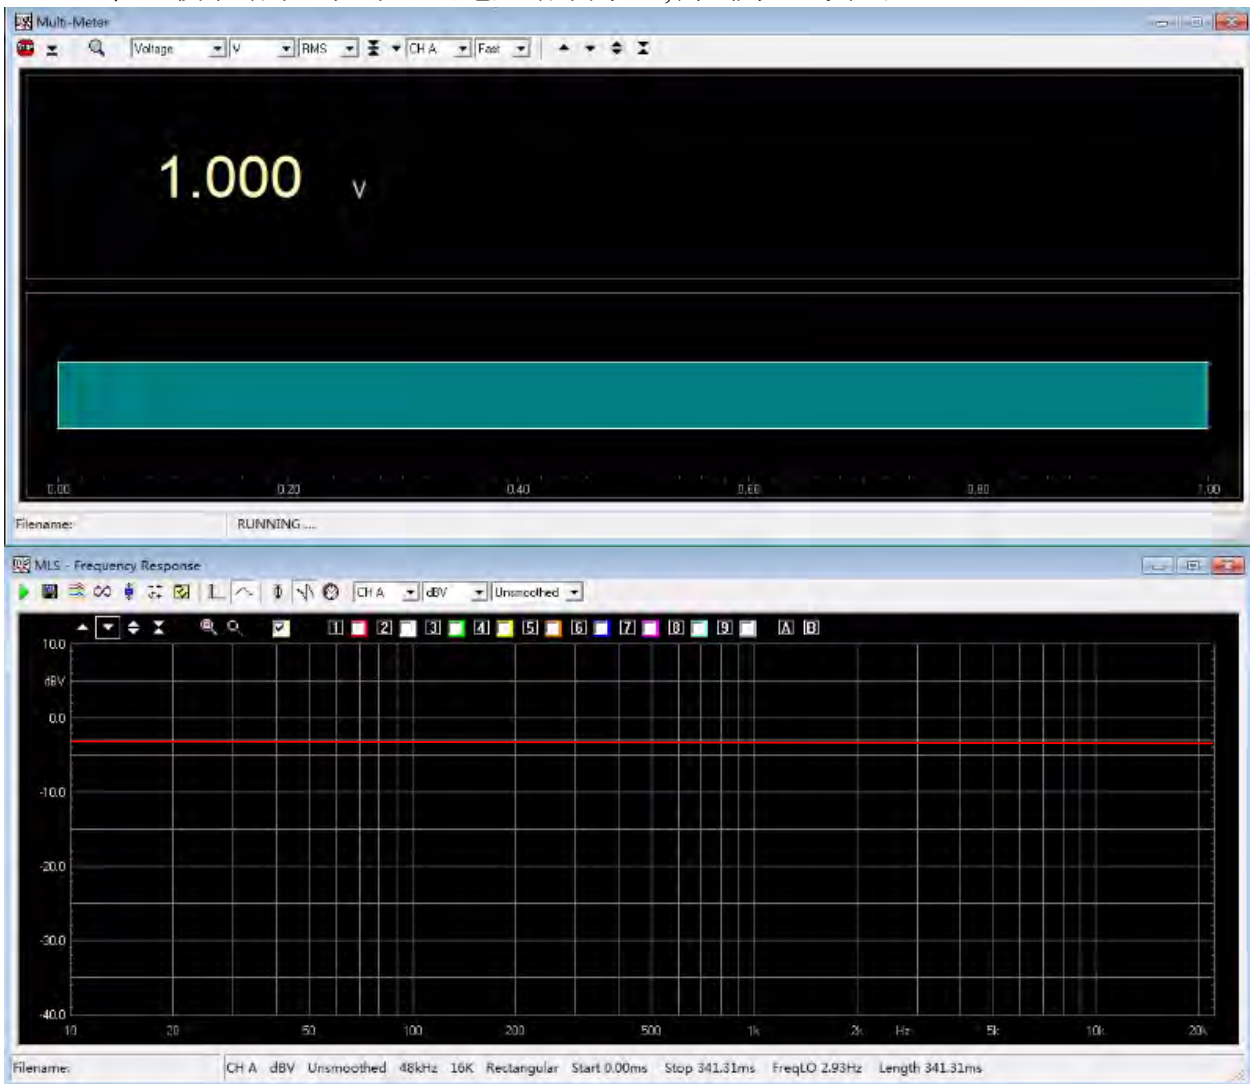 Multi-Meter
Voltage V RMS CH A Fast
1.000 V
0.00 0.20 0.40 0.60 0.80 1.00
Filename: RUNNING ...
MLS - Frequency Response
CH A dBV Unsmoothed
1 2 3 4 5 6 7 8 9 A B
10.0
dBV
0.0
-10.0
-20.0
-30.0
-40.0
10 20 50 100 200 500 1k 2k Hz 5k 10k 20k
Filename: CH A dBV Unsmoothed 48kHz 16K Rectangular Start 0.00ms Stop 341.31ms FreqLO 2.93Hz Length 341.31ms